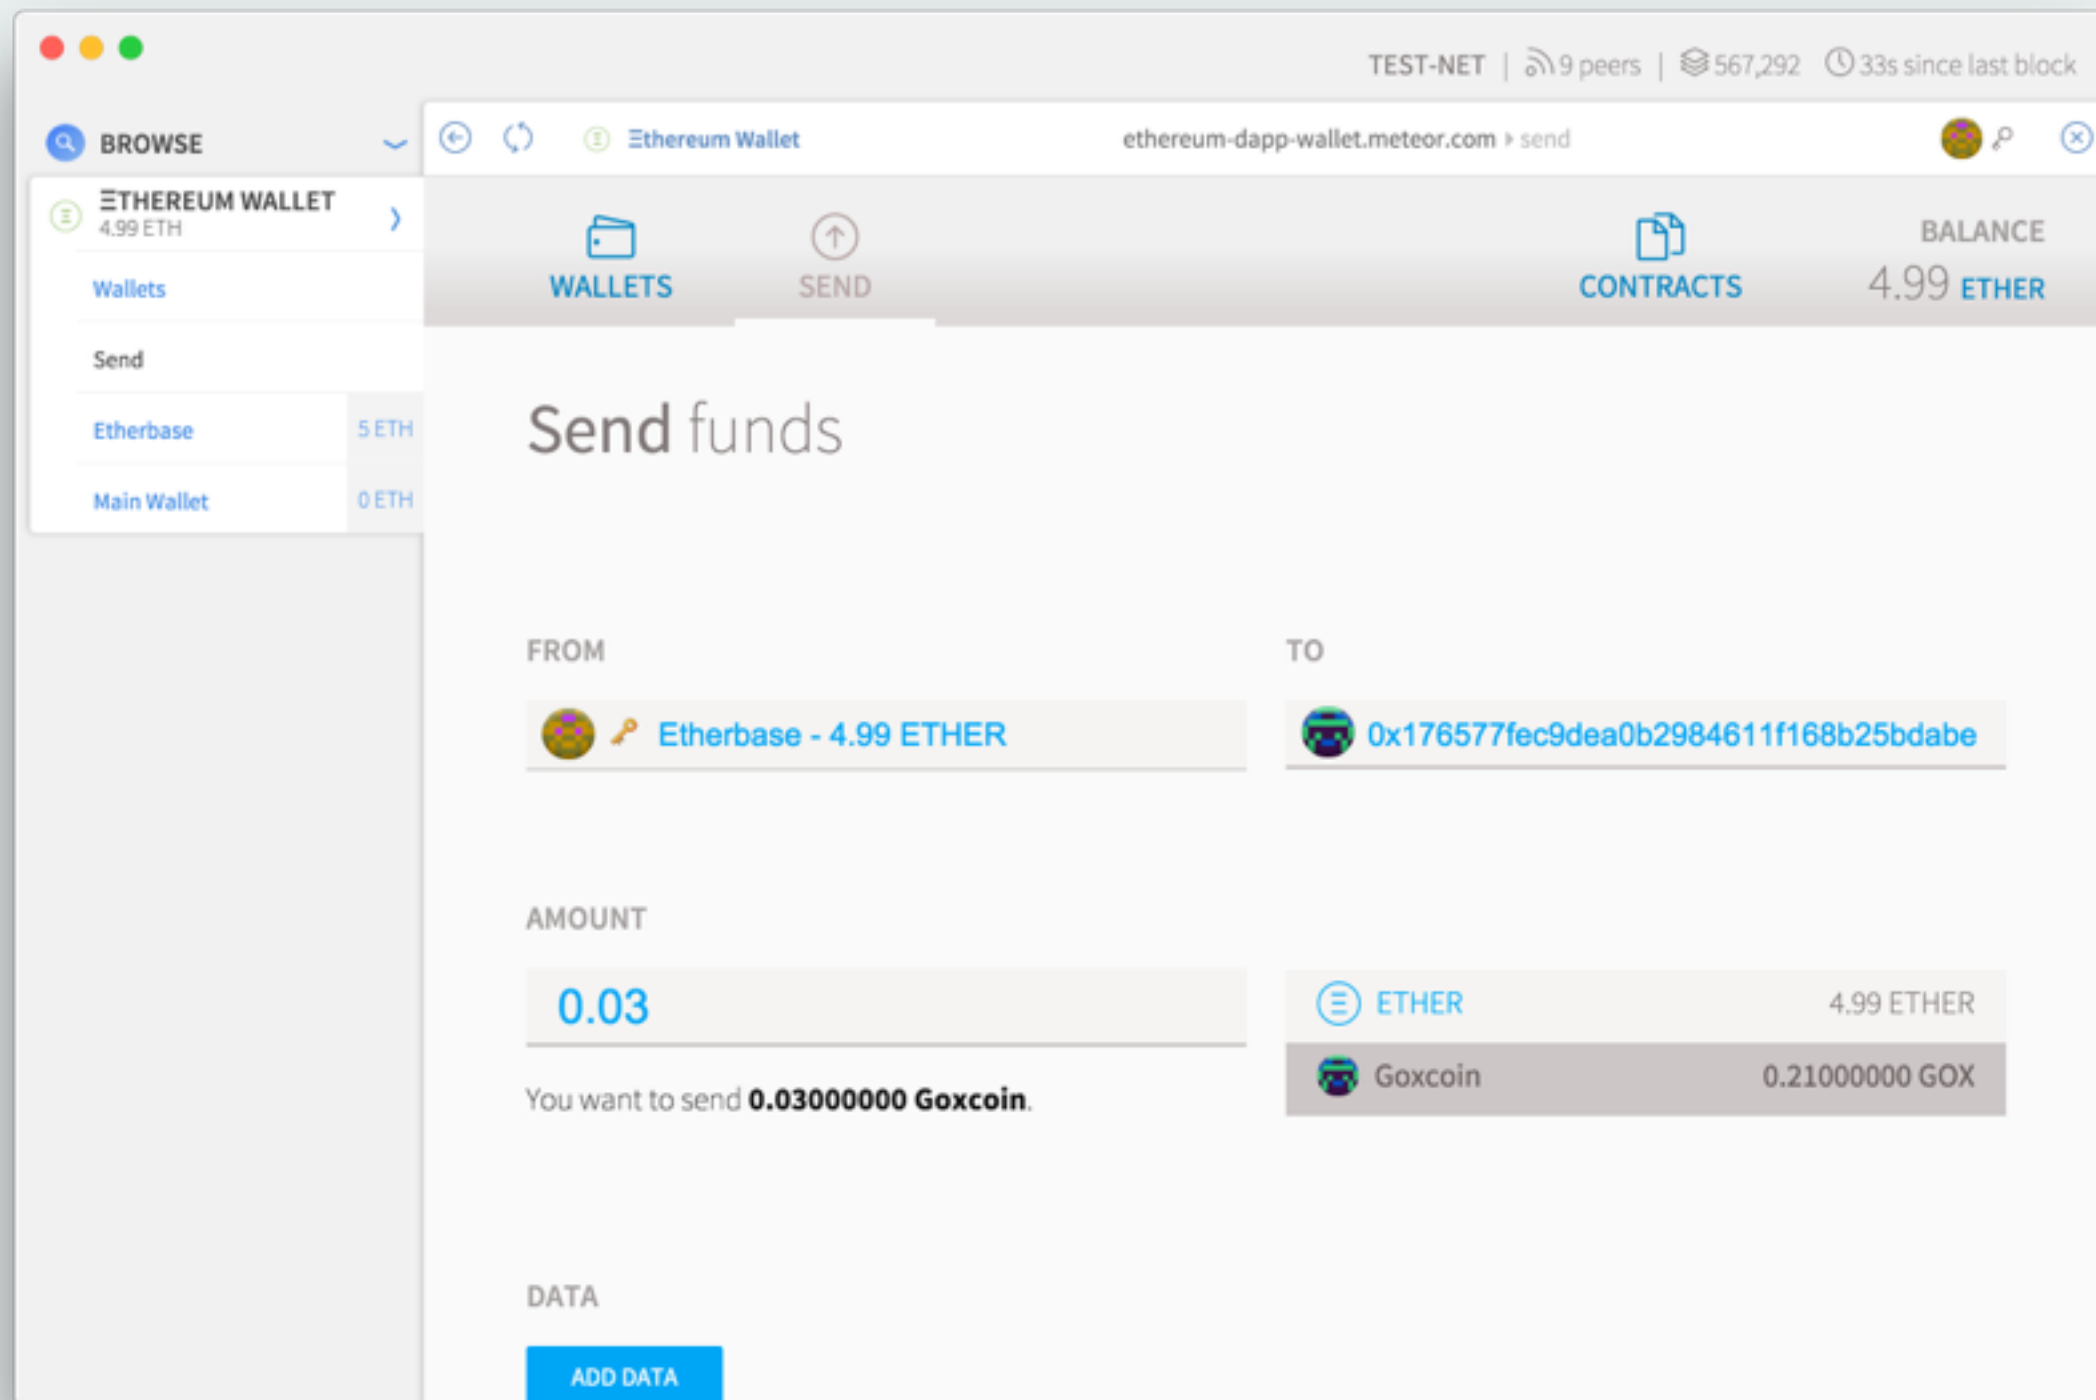 TEST-NET | 9 peers | 567,292 33s since last block
BROWSE
Ξthereum Wallet
ethereum-dapp-wallet.meteor.com ‣ send
ΞTHEREUM WALLET
4.99 ETH
Wallets
Send
Etherbase 5 ETH
Main Wallet 0 ETH
WALLETS
SEND
CONTRACTS
BALANCE
4.99 ETHER
Send funds
FROM
Etherbase - 4.99 ETHER
TO
0x176577fec9dea0b2984611f168b25bdabe
AMOUNT
0.03
You want to send 0.03000000 Goxcoin.
Ξ ETHER 4.99 ETHER
Goxcoin 0.21000000 GOX
DATA
ADD DATA